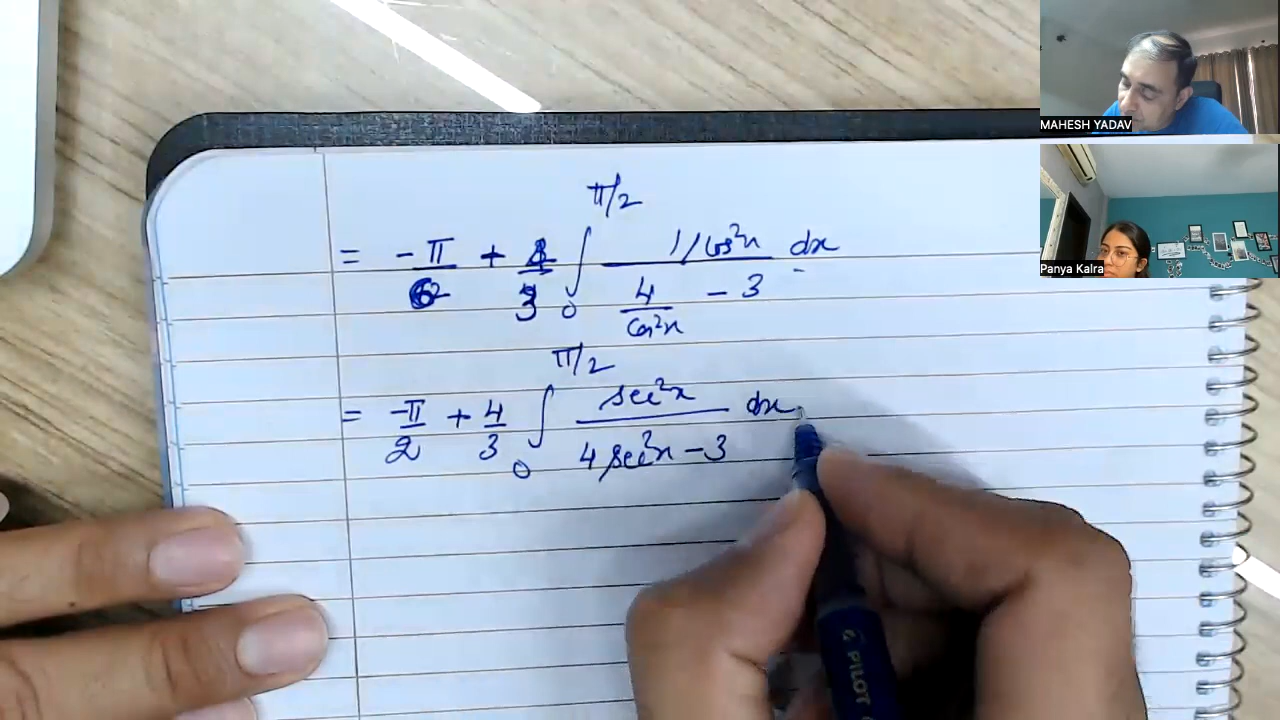 π/2
= -π/6 + 4/3 ∫ 1/cos²x dx
0 4/cos²x - 3
π/2
= -π/2 + 4/3 ∫ sec²x dx
0 4sec²x - 3
PILOT
MAHESH YADAV
Panya Kalra